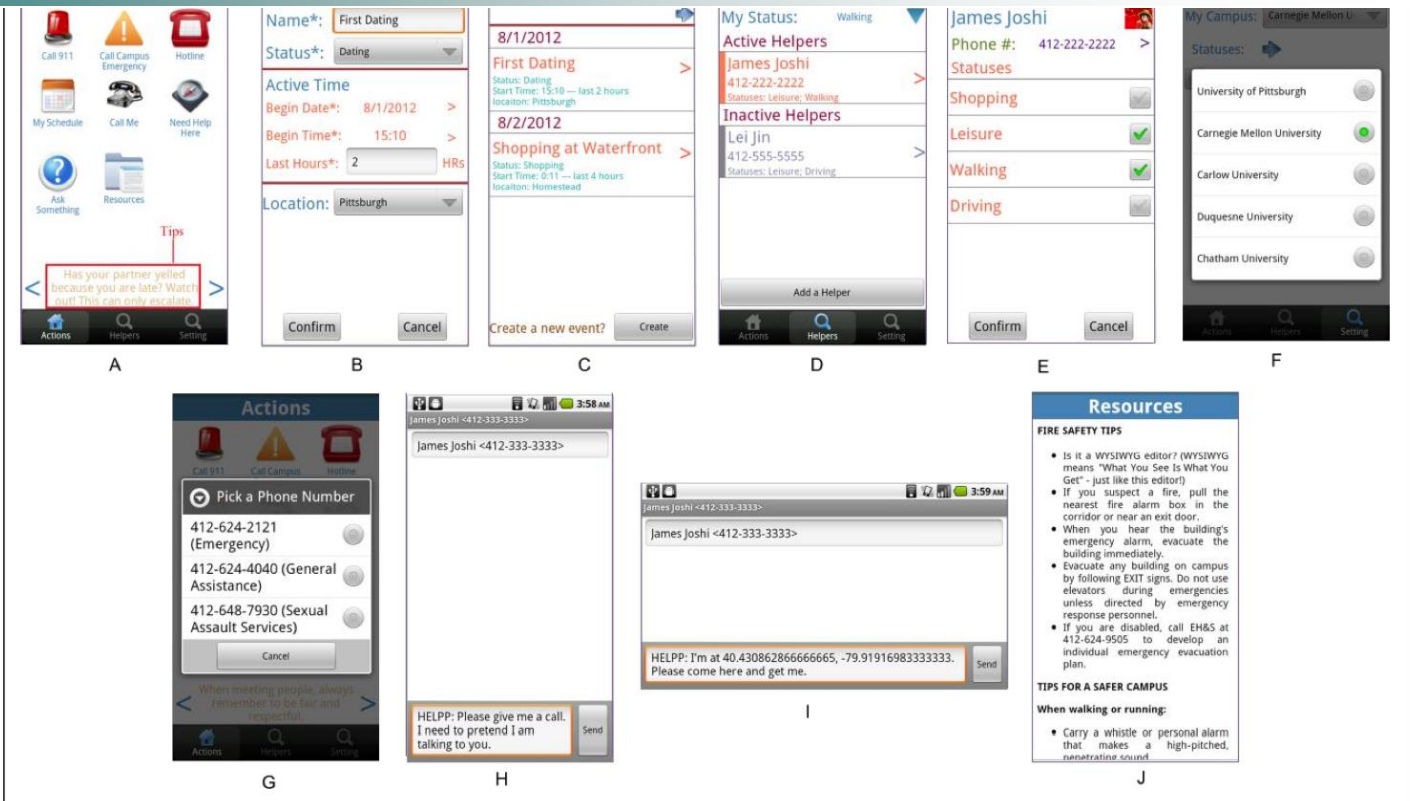 Call 911
Call Campus
Emergency
Hotline
My Schedule
Call Me
Need Help
Here
Ask
Something
Resources
Tips
Has your partner yelled
because you are late? Watch
out! This can only escalate.
<
>
Actions
Helpers
Setting
A
Name*:
First Dating
Status*:
Dating
Active Time
Begin Date*:
8/1/2012
>
Begin Time*:
15:10
>
Last Hours*:
2
HRs
Location:
Pittsburgh
Confirm
Cancel
B
8/1/2012
First Dating
>
Status: Dating
Start Time: 15:10 --- last 2 hours
locaiton: Pittsburgh
8/2/2012
Shopping at Waterfront
>
Status: Shopping
Start Time: 0:11 --- last 4 hours
locaiton: Homestead
Create a new event?
Create
C
My Status:
Walking
Active Helpers
James Joshi
412-222-2222
>
Statuses: Leisure; Walking
Inactive Helpers
Lei Jin
412-555-5555
>
Statuses: Leisure; Driving
Add a Helper
Actions
Helpers
Setting
D
James Joshi
Phone #:
412-222-2222
>
Statuses
Shopping
Leisure
Walking
Driving
Confirm
Cancel
E
My Campus:
Carnegie Mellon U
Statuses:
University of Pittsburgh
Carnegie Mellon University
Carlow University
Duquesne University
Chatham University
Actions
Helpers
Setting
F
Actions
Call 911
Call Campus
Hotline
Pick a Phone Number
412-624-2121
(Emergency)
412-624-4040 (General
Assistance)
412-648-7930 (Sexual
Assault Services)
Cancel
When meeting people, always
remember to be fair and
respectful.
<
>
Actions
Helpers
Setting
G
3:58 AM
James Joshi <412-333-3333>
James Joshi <412-333-3333>
HELPP: Please give me a call.
I need to pretend I am
talking to you.
Send
H
3:59 AM
James Joshi <412-333-3333>
James Joshi <412-333-3333>
HELPP: I'm at 40.430862866666665, -79.91916983333333.
Please come here and get me.
Send
I
Resources
FIRE SAFETY TIPS
• Is it a WYSIWYG editor? (WYSIWYG
means "What You See Is What You
Get" - just like this editor!)
• If you suspect a fire, pull the
nearest fire alarm box in the
corridor or near an exit door.
• When you hear the building's
emergency alarm, evacuate the
building immediately.
• Evacuate any building on campus
by following EXIT signs. Do not use
elevators during emergencies
unless directed by emergency
response personnel.
• If you are disabled, call EH&S at
412-624-9505 to develop an
individual emergency evacuation
plan.
TIPS FOR A SAFER CAMPUS
When walking or running:
• Carry a whistle or personal alarm
that makes a high-pitched,
penetrating sound
J